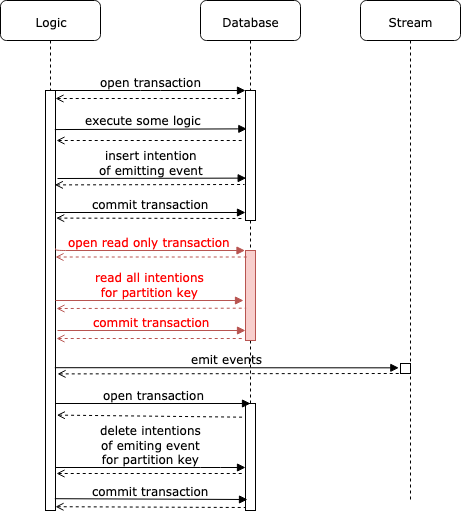 Logic
Database
Stream
open transaction
execute some logic
insert intention
of emitting event
commit transaction
open read only transaction
read all intentions
for partition key
commit transaction
emit events
open transaction
delete intentions
of emiting event
for partition key
commit transaction